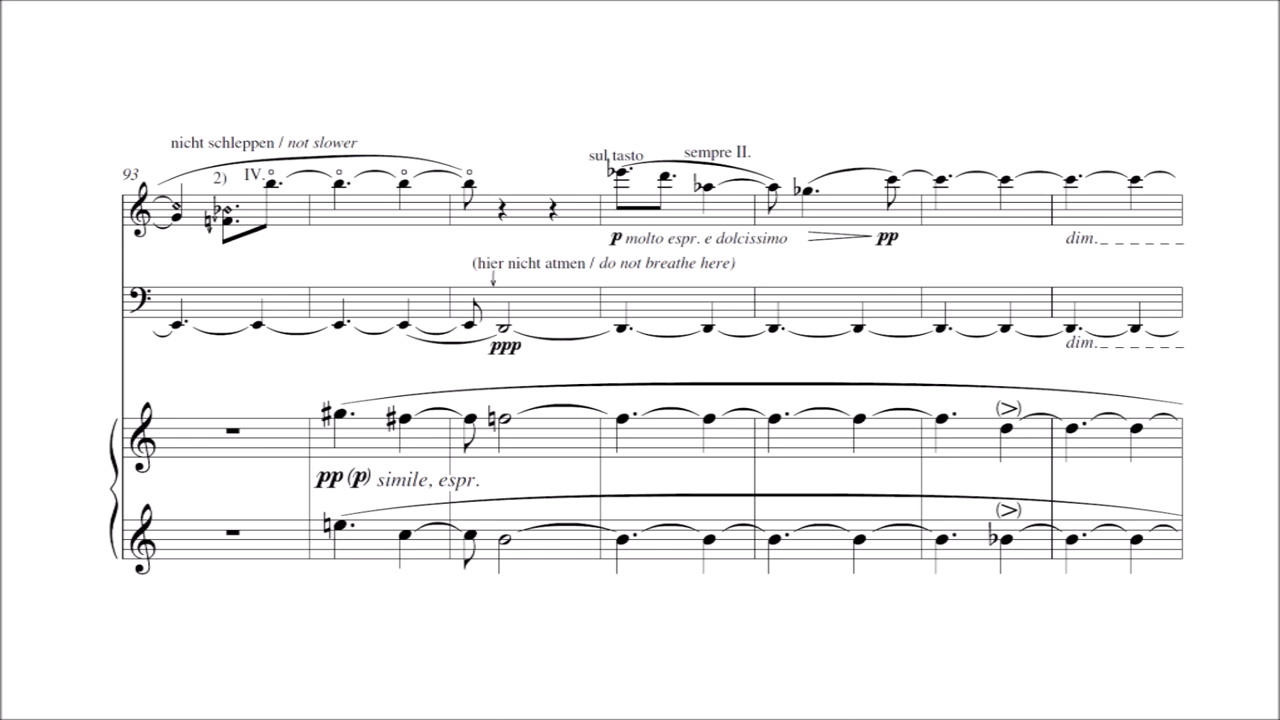 nicht schleppen / not slower
93
2)
IV.
sul tasto
sempre II.
p molto espr. e dolcissimo
pp
dim.
(hier nicht atmen / do not breathe here)
ppp
dim.
pp (p) simile, espr.